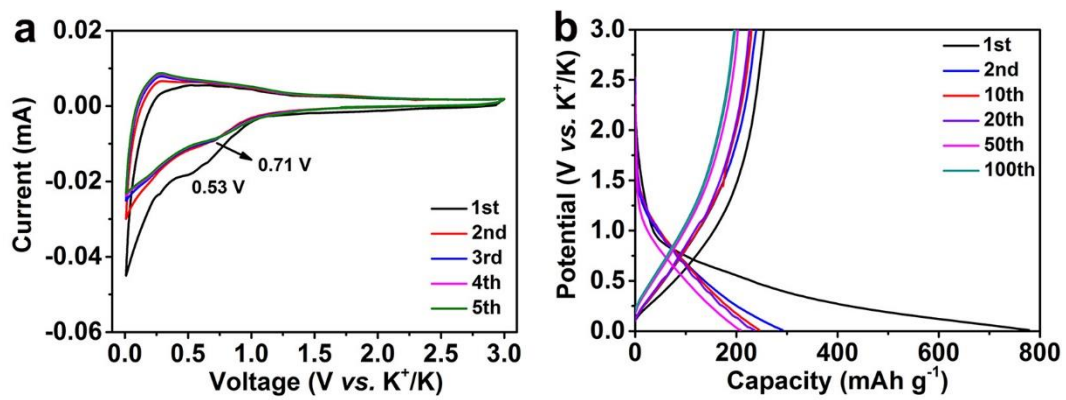 a
0.02
0.00
-0.02
-0.04
-0.06
Current (mA)
0.71 V
0.53 V
1st
2nd
3rd
4th
5th
0.0 0.5 1.0 1.5 2.0 2.5 3.0
Voltage (V vs. K⁺/K)
b
3.0
2.5
2.0
1.5
1.0
0.5
0.0
Potential (V vs. K⁺/K)
1st
2nd
10th
20th
50th
100th
0 200 400 600 800
Capacity (mAh g⁻¹)